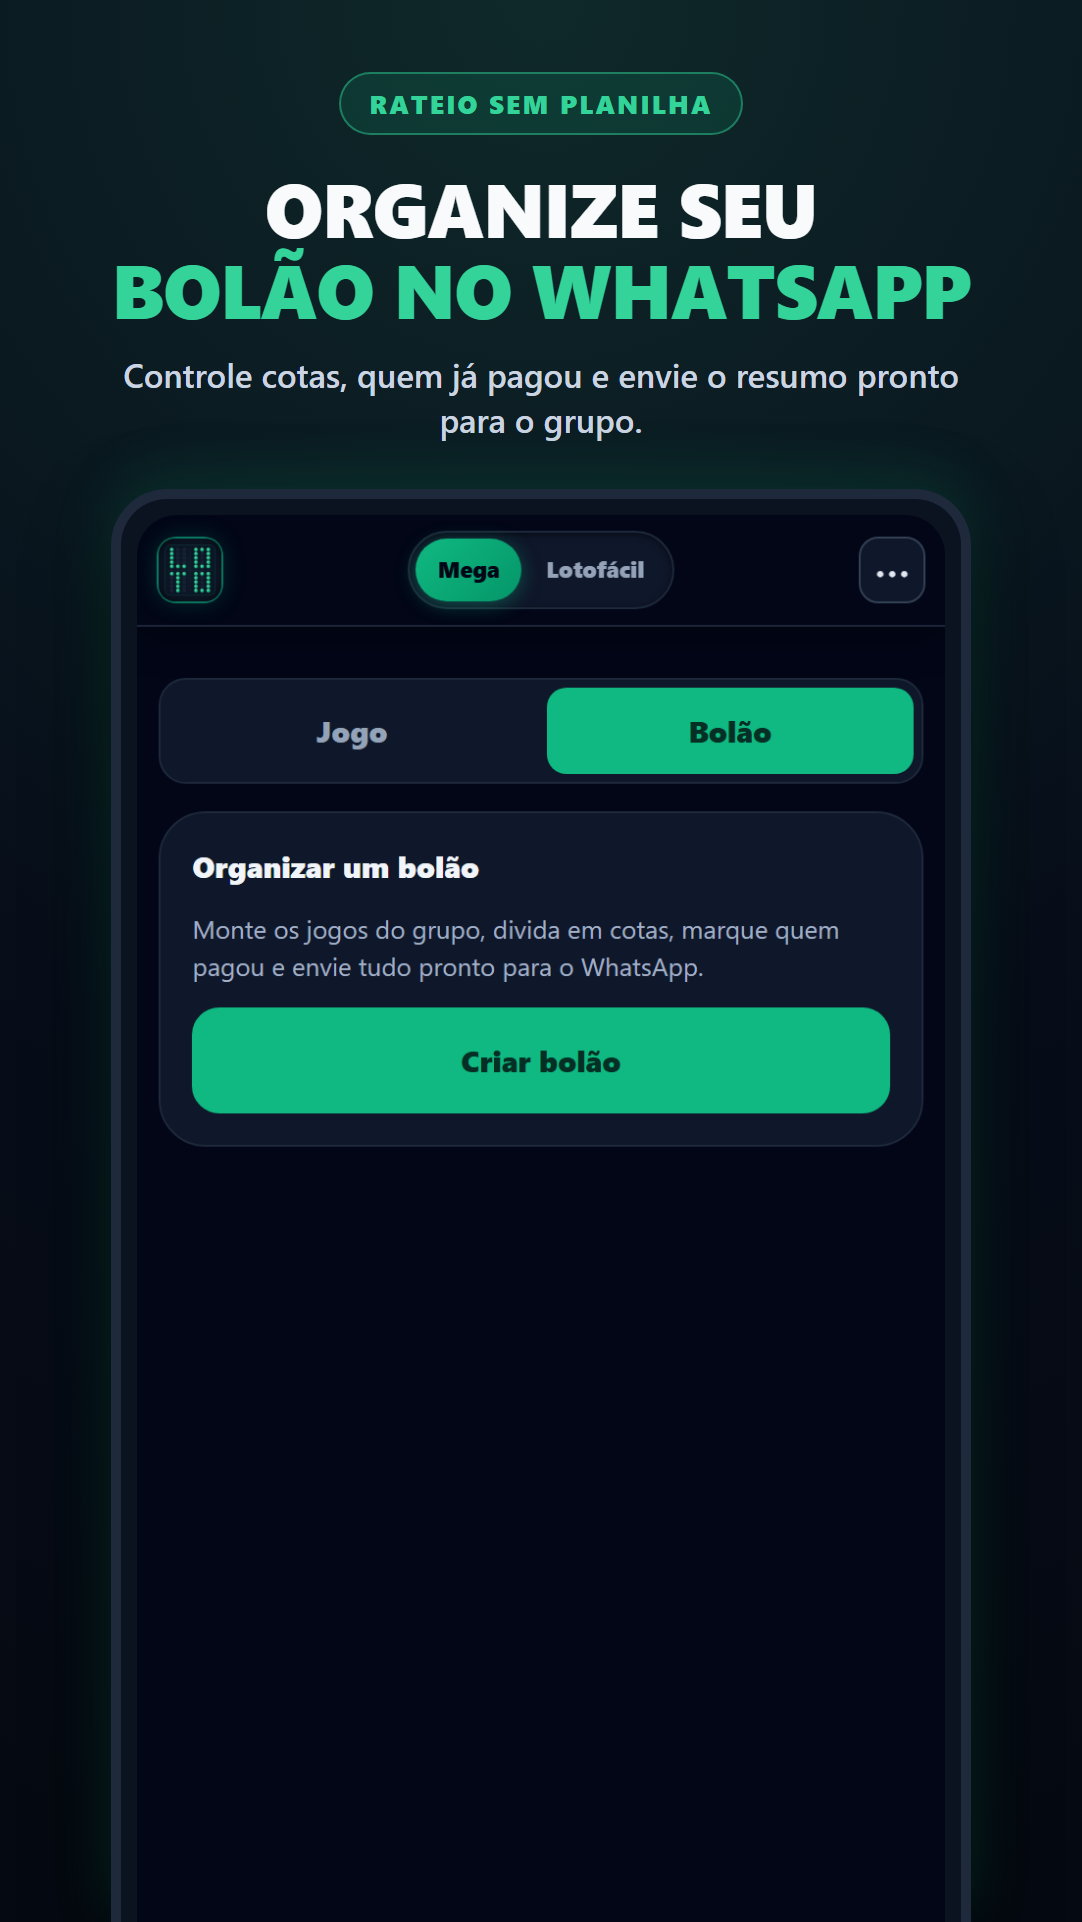 RATEIO SEM PLANILHA
ORGANIZE SEU
BOLÃO NO WHATSAPP
Controle cotas, quem já pagou e envie o resumo pronto
para o grupo.
Mega Lotofácil ...
Jogo Bolão
Organizar um bolão
Monte os jogos do grupo, divida em cotas, marque quem
pagou e envie tudo pronto para o WhatsApp.
Criar bolão